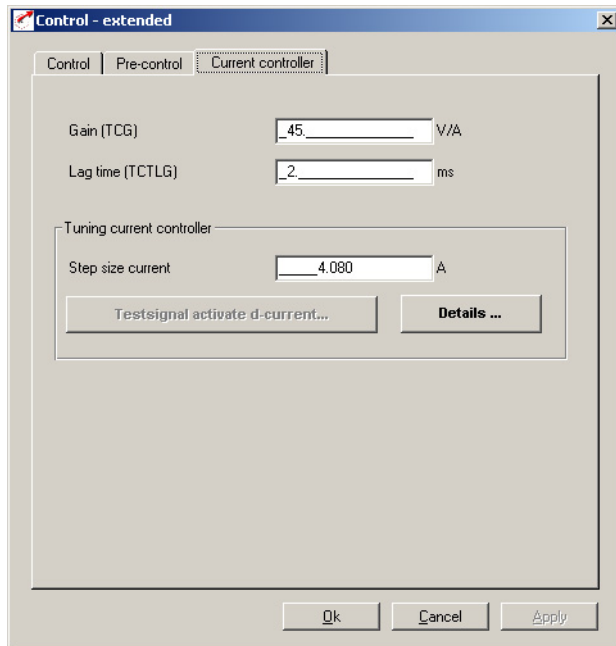 Control - extended
Control Pre-control Current controller
Gain (TCG) _45._____________ V/A
Lag time (TCTLG) _2.______________ ms
Tuning current controller
Step size current _____4.080 A
Testsignal activate d-current... Details ...
Ok Cancel Apply